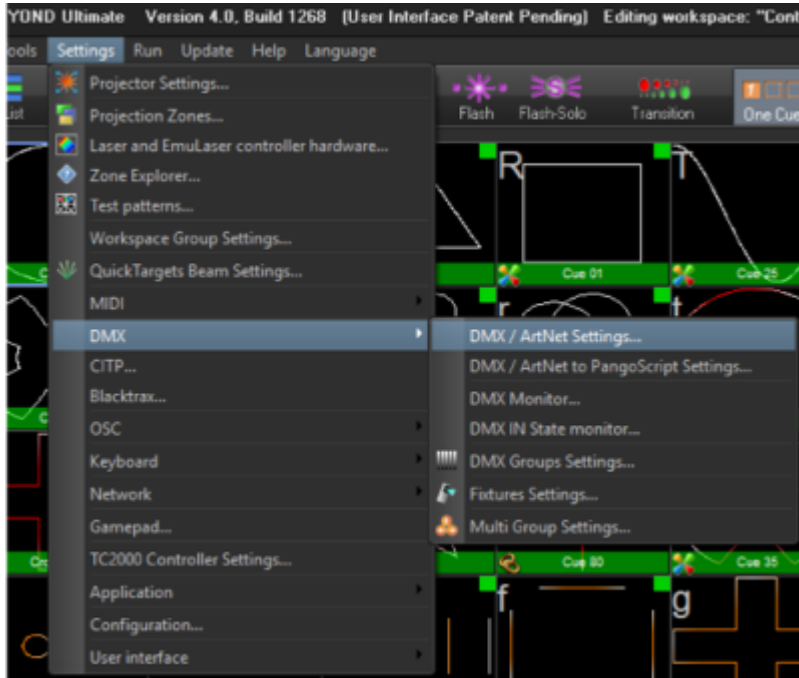 YOND Ultimate Version 4.0, Build 1268 (User Interface Patent Pending) Editing workspace: "Cont
ools Settings Run Update Help Language
ist Flash Flash-Solo Transition One Cue
Projector Settings...
Projection Zones...
Laser and EmuLaser controller hardware...
Zone Explorer...
Test patterns...
Workspace Group Settings...
QuickTargets Beam Settings...
MIDI
DMX
CITP...
Blacktrax...
OSC
Keyboard
Network
Gamepad...
TC2000 Controller Settings...
Application
Configuration...
User interface
DMX / ArtNet Settings...
DMX / ArtNet to PangoScript Settings...
DMX Monitor...
DMX IN State monitor...
DMX Groups Settings...
Fixtures Settings...
Multi Group Settings...
R T
Cue 01 Cue 25
r t
Cue 80 Cue 35
f g